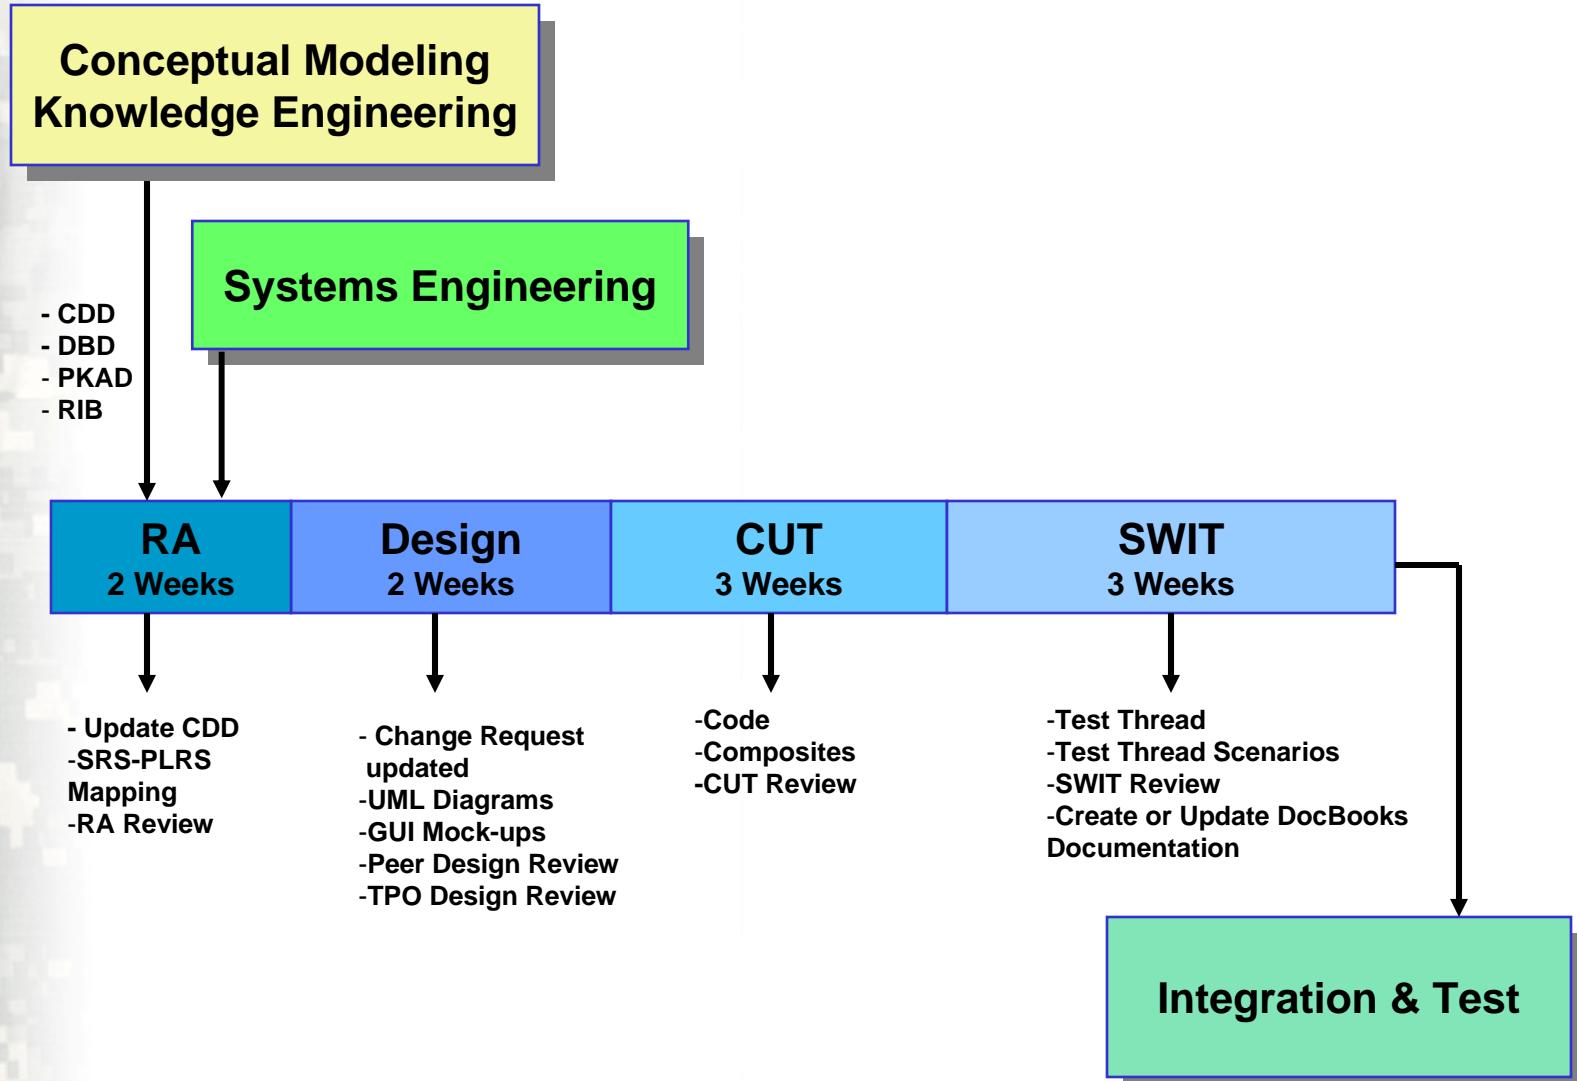 Conceptual Modeling
Knowledge Engineering
Systems Engineering
- CDD
- DBD
- PKAD
- RIB
RA
2 Weeks
Design
2 Weeks
CUT
3 Weeks
SWIT
3 Weeks
- Update CDD
-SRS-PLRS
Mapping
-RA Review
- Change Request
updated
-UML Diagrams
-GUI Mock-ups
-Peer Design Review
-TPO Design Review
-Code
-Composites
-CUT Review
-Test Thread
-Test Thread Scenarios
-SWIT Review
-Create or Update DocBooks
Documentation
Integration & Test